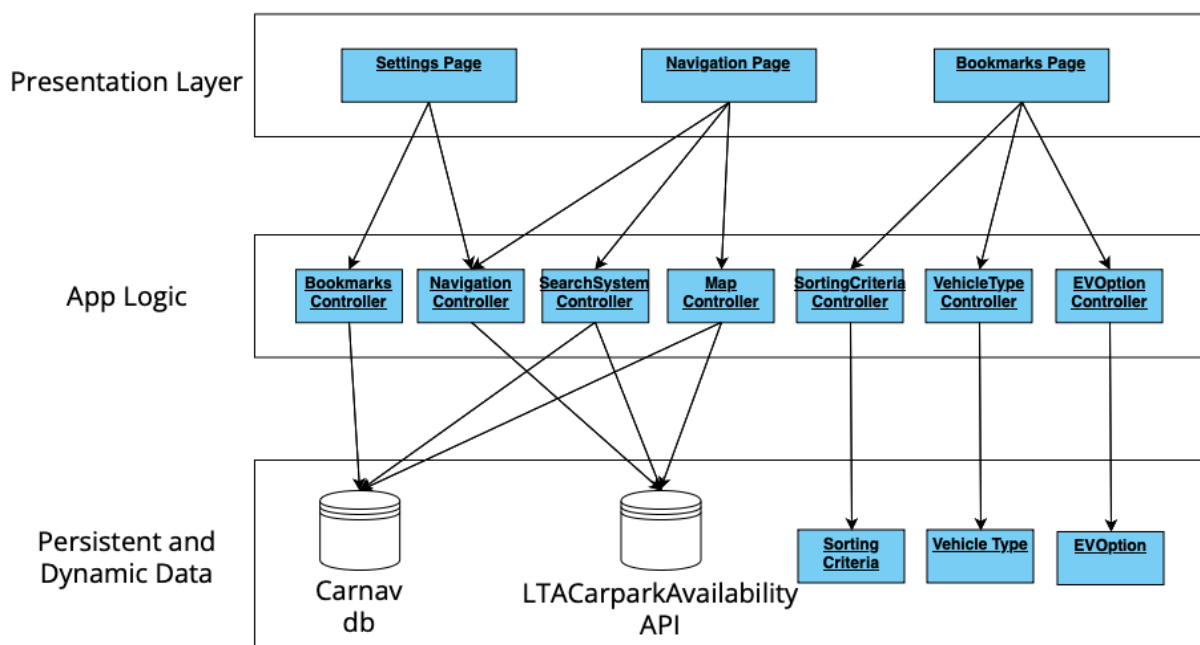 Presentation Layer
Settings Page
Navigation Page
Bookmarks Page
App Logic
Bookmarks
Controller
Navigation
Controller
SearchSystem
Controller
Map
Controller
SortingCriteria
Controller
VehicleType
Controller
EVOption
Controller
Persistent and
Dynamic Data
Carnav
db
LTACarparkAvailability
API
Sorting
Criteria
Vehicle Type
EVOption